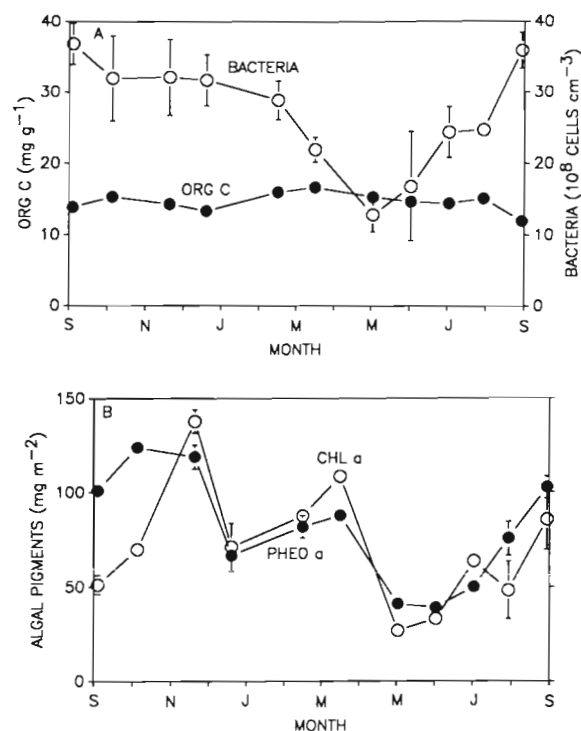 A
40
30
20
10
0
ORG C (mg g⁻¹)
BACTERIA
ORG C
40
30
20
10
0
BACTERIA (10⁸ CELLS cm⁻³)
S N J M M J S
MONTH
B
150
100
50
0
ALGAL PIGMENTS (mg m⁻²)
CHL a
PHEO a
S N J M M J S
MONTH